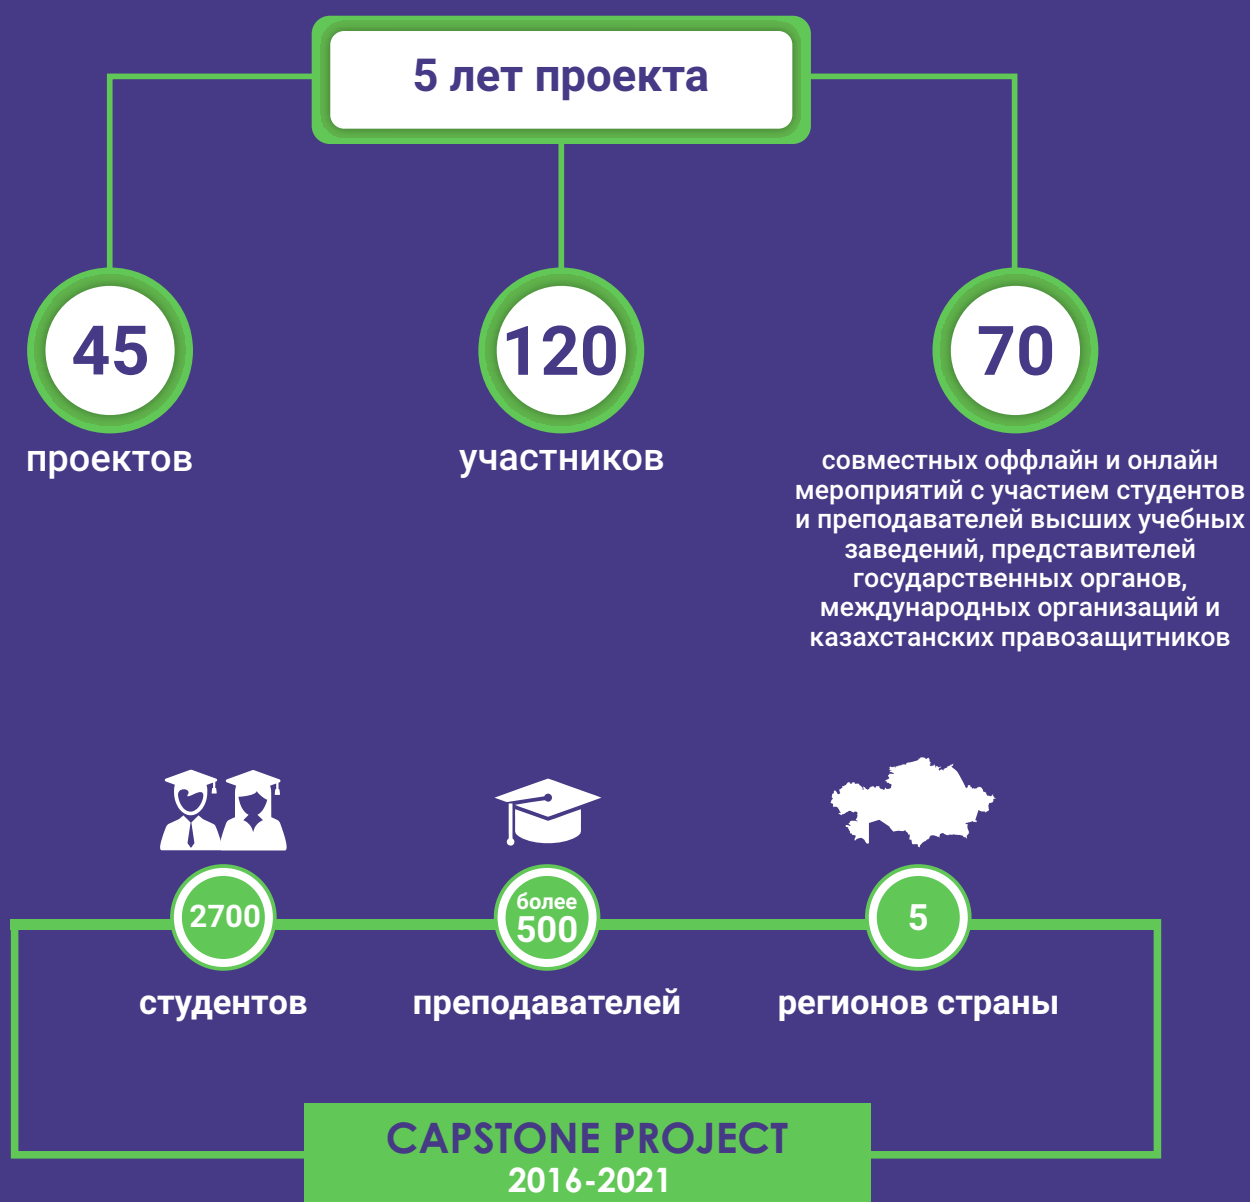 5 лет проекта
45
проектов
120
участников
70
совместных оффлайн и онлайн
мероприятий с участием студентов
и преподавателей высших учебных
заведений, представителей
государственных органов,
международных организаций и
казахстанских правозащитников
2700
студентов
более
500
преподавателей
5
регионов страны
CAPSTONE PROJECT
2016-2021